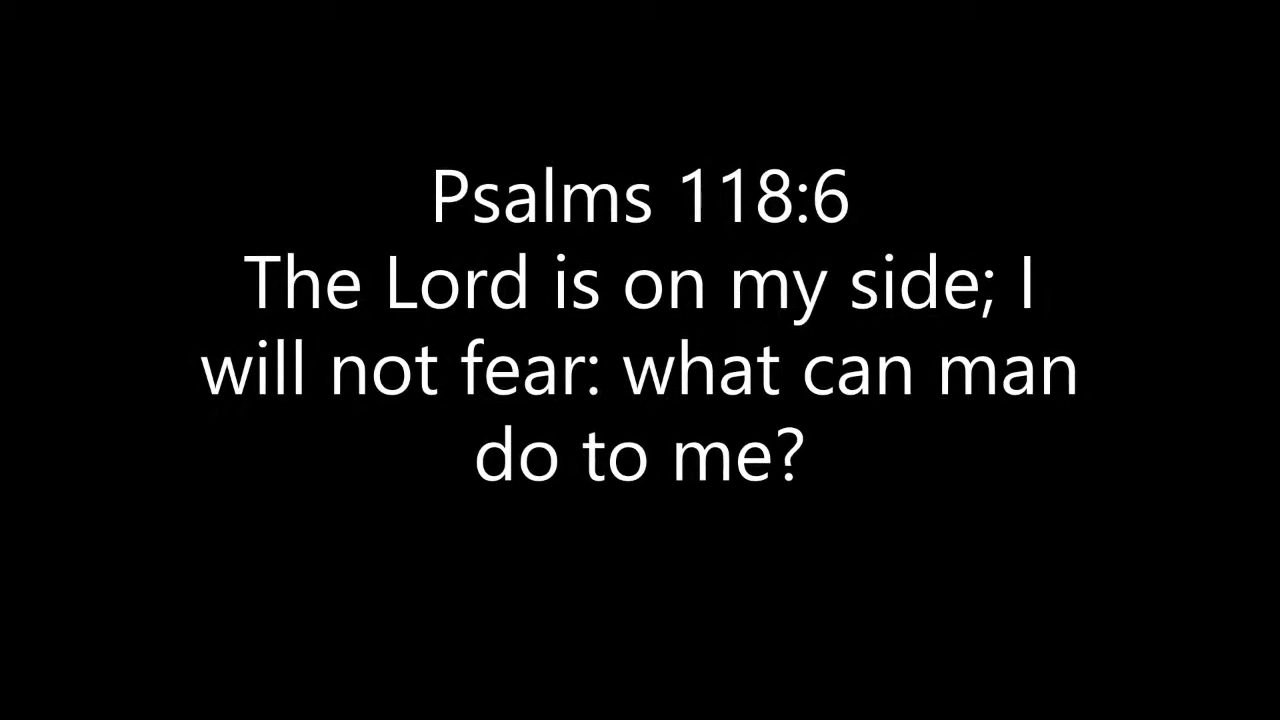 Psalms 118:6
The Lord is on my side; I
will not fear: what can man
do to me?